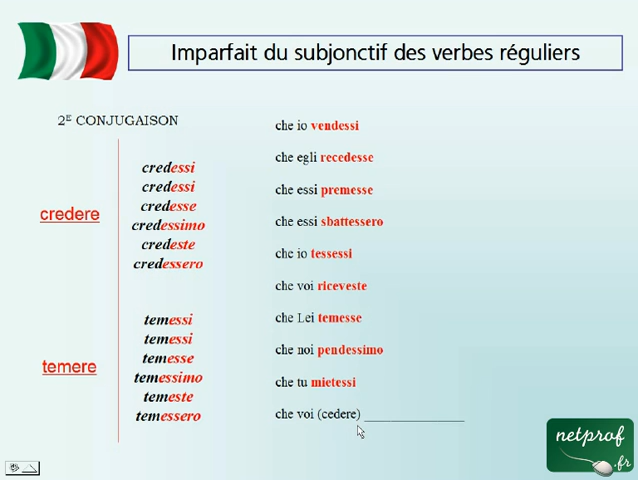 Imparfait du subjonctif des verbes réguliers
2E CONJUGAISON
credere
credessi
credessi
credesse
credessimo
credeste
credessero
temere
temessi
temessi
temesse
temessimo
temeste
temessero
che io vendessi
che egli recedesse
che essi premesse
che essi sbattessero
che io tessessi
che voi riceveste
che Lei temesse
che noi pendessimo
che tu mietessi
che voi (cedere) ________________
netprof
.fr